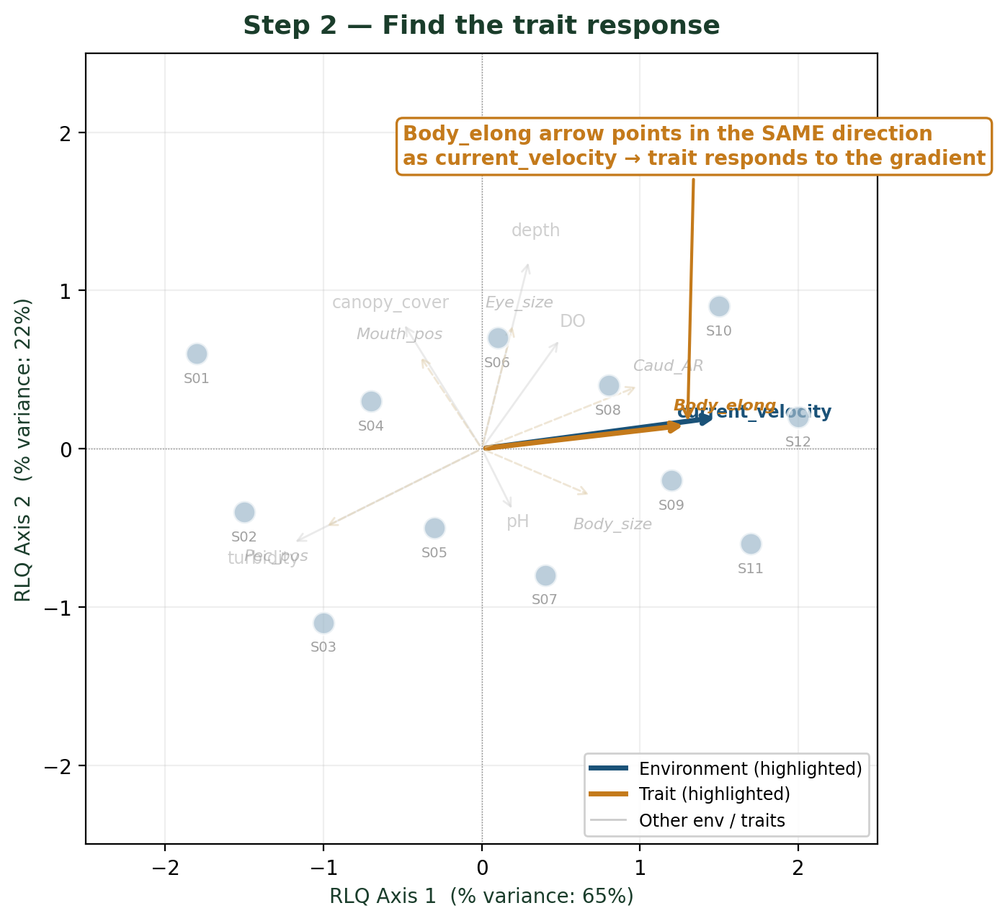 Step 2 — Find the trait response
Body_elong arrow points in the SAME direction
as current_velocity → trait responds to the gradient
depth
canopy_cover
Eye_size
DO
Mouth_pos
S10
S01
S06
Caud_AR
S04
S08
Body_elong
current_velocity
S12
S02
S05
pH
Body_size
S09
turbidity
Pec_pos
S07
S11
S03
2
1
0
−1
−2
RLQ Axis 2 (% variance: 22%)
Environment (highlighted)
Trait (highlighted)
Other env / traits
−2
−1
0
1
2
RLQ Axis 1 (% variance: 65%)